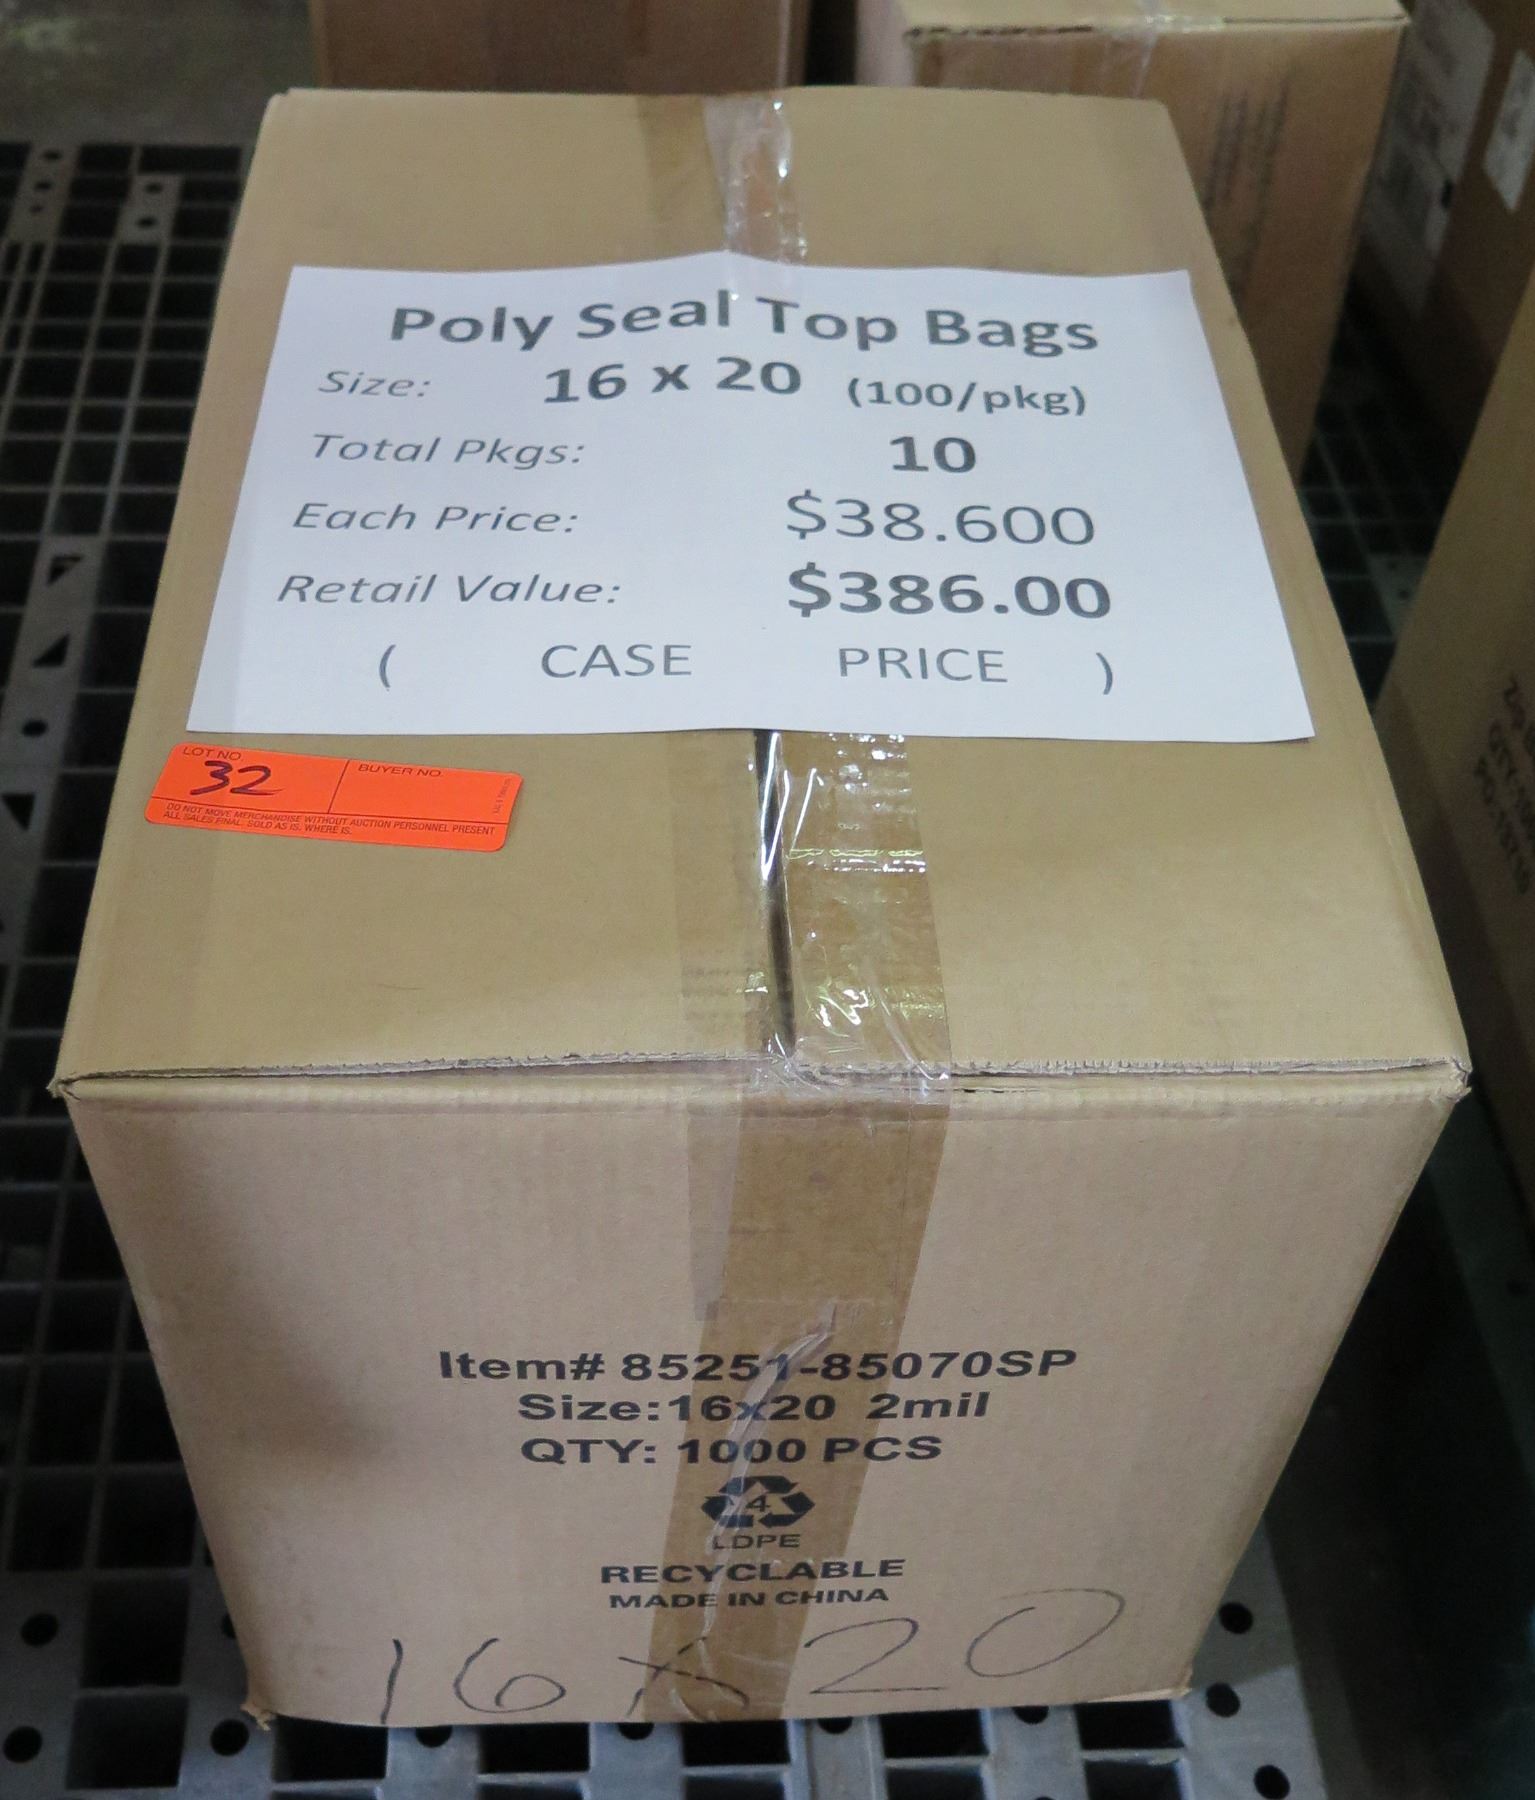 Poly Seal Top Bags
Size: 16 x 20 (100/pkg)
Total Pkgs: 10
Each Price: $38.600
Retail Value: $386.00
( CASE PRICE )
LOT NO. BUYER NO.
32
DO NOT MOVE MERCHANDISE WITHOUT AUCTION PERSONNEL PRESENT
ALL SALES FINAL. SOLD AS IS, WHERE IS.
Item# 85251-85070SP
Size:16x20 2mil
QTY: 1000 PCS
4
LDPE
RECYCLABLE
MADE IN CHINA
16 x 20